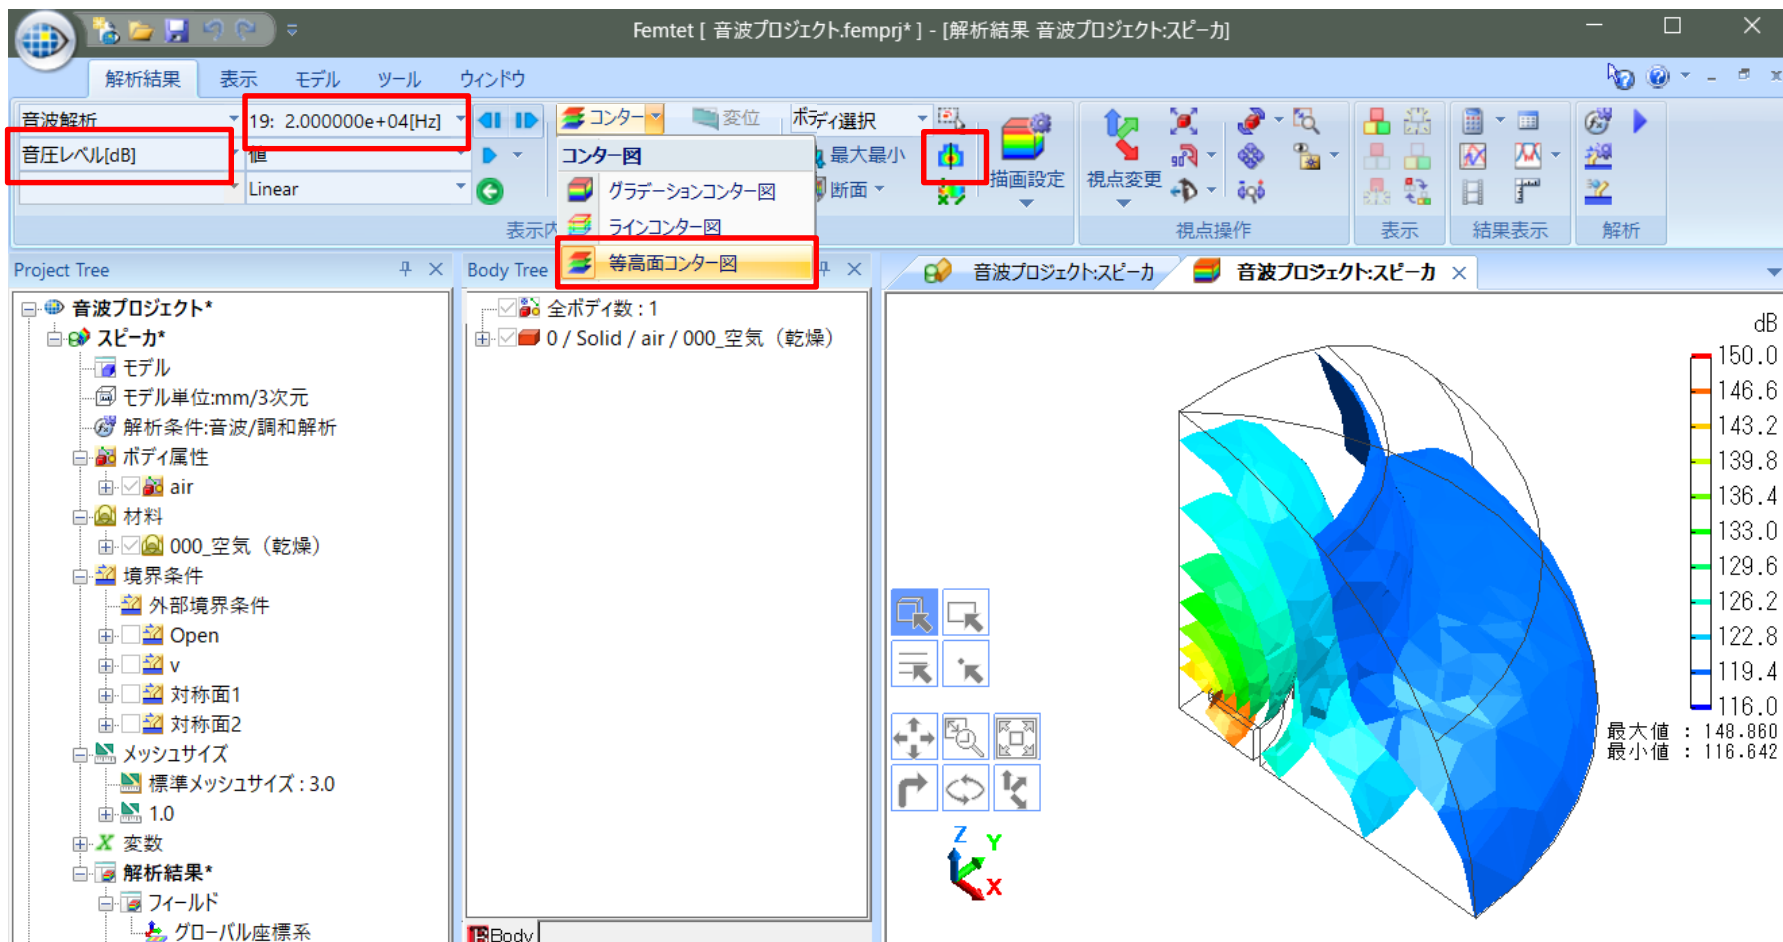 Femtet [ 音波プロジェクト.femprj* ] - [解析結果 音波プロジェクト:スピーカ]
解析結果 表示 モデル ツール ウィンドウ
音波解析 19: 2.000000e+04[Hz] コンター 変位 ボディ選択
音圧レベル[dB] 値 コンター図 最大最小
Linear グラデーションコンター図 断面 描画設定 視点変更
ラインコンター図
表示内 視点操作 表示 結果表示 解析
等高面コンター図
Project Tree
音波プロジェクト*
スピーカ*
モデル
モデル単位:mm/3次元
解析条件:音波/調和解析
ボディ属性
air
材料
000_空気（乾燥）
境界条件
外部境界条件
Open
v
対称面1
対称面2
メッシュサイズ
標準メッシュサイズ : 3.0
1.0
変数
解析結果*
フィールド
グローバル座標系
Body Tree
全ボディ数 : 1
0 / Solid / air / 000_空気（乾燥）
Body
音波プロジェクト:スピーカ 音波プロジェクト:スピーカ
dB
150.0
146.6
143.2
139.8
136.4
133.0
129.6
126.2
122.8
119.4
116.0
最大値 : 148.860
最小値 : 116.642
Z
Y
X